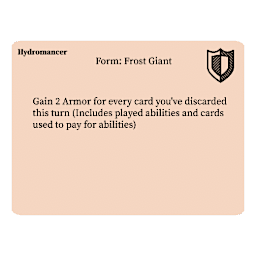 Hydromancer
Form: Frost Giant
Gain 2 Armor for every card you've discarded
this turn (Includes played abilities and cards
used to pay for abilities)